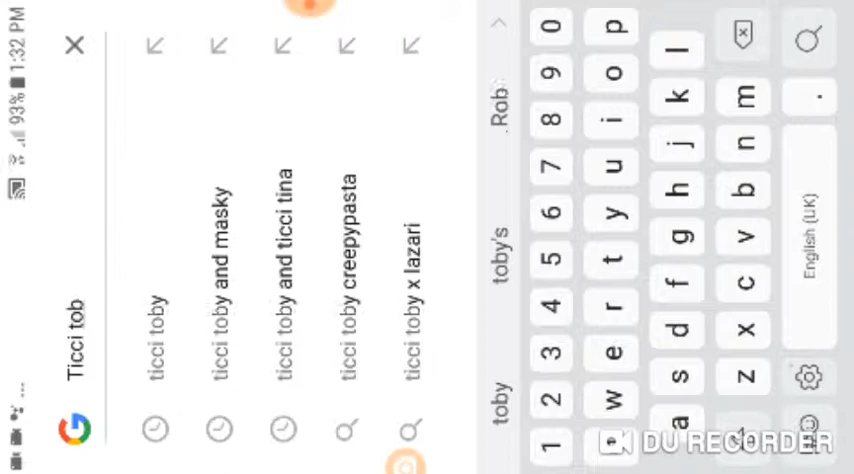 93% 1:32 PM
Ticci tob
ticci toby
ticci toby and masky
ticci toby and ticci tina
ticci toby creepypasta
ticci toby x lazari
toby toby's .Rob
1 2 3 4 5 6 7 8 9 0
w e r t y u i o p
a s d f g h j k l
z x c v b n m
English (UK) .
DU RECORDER